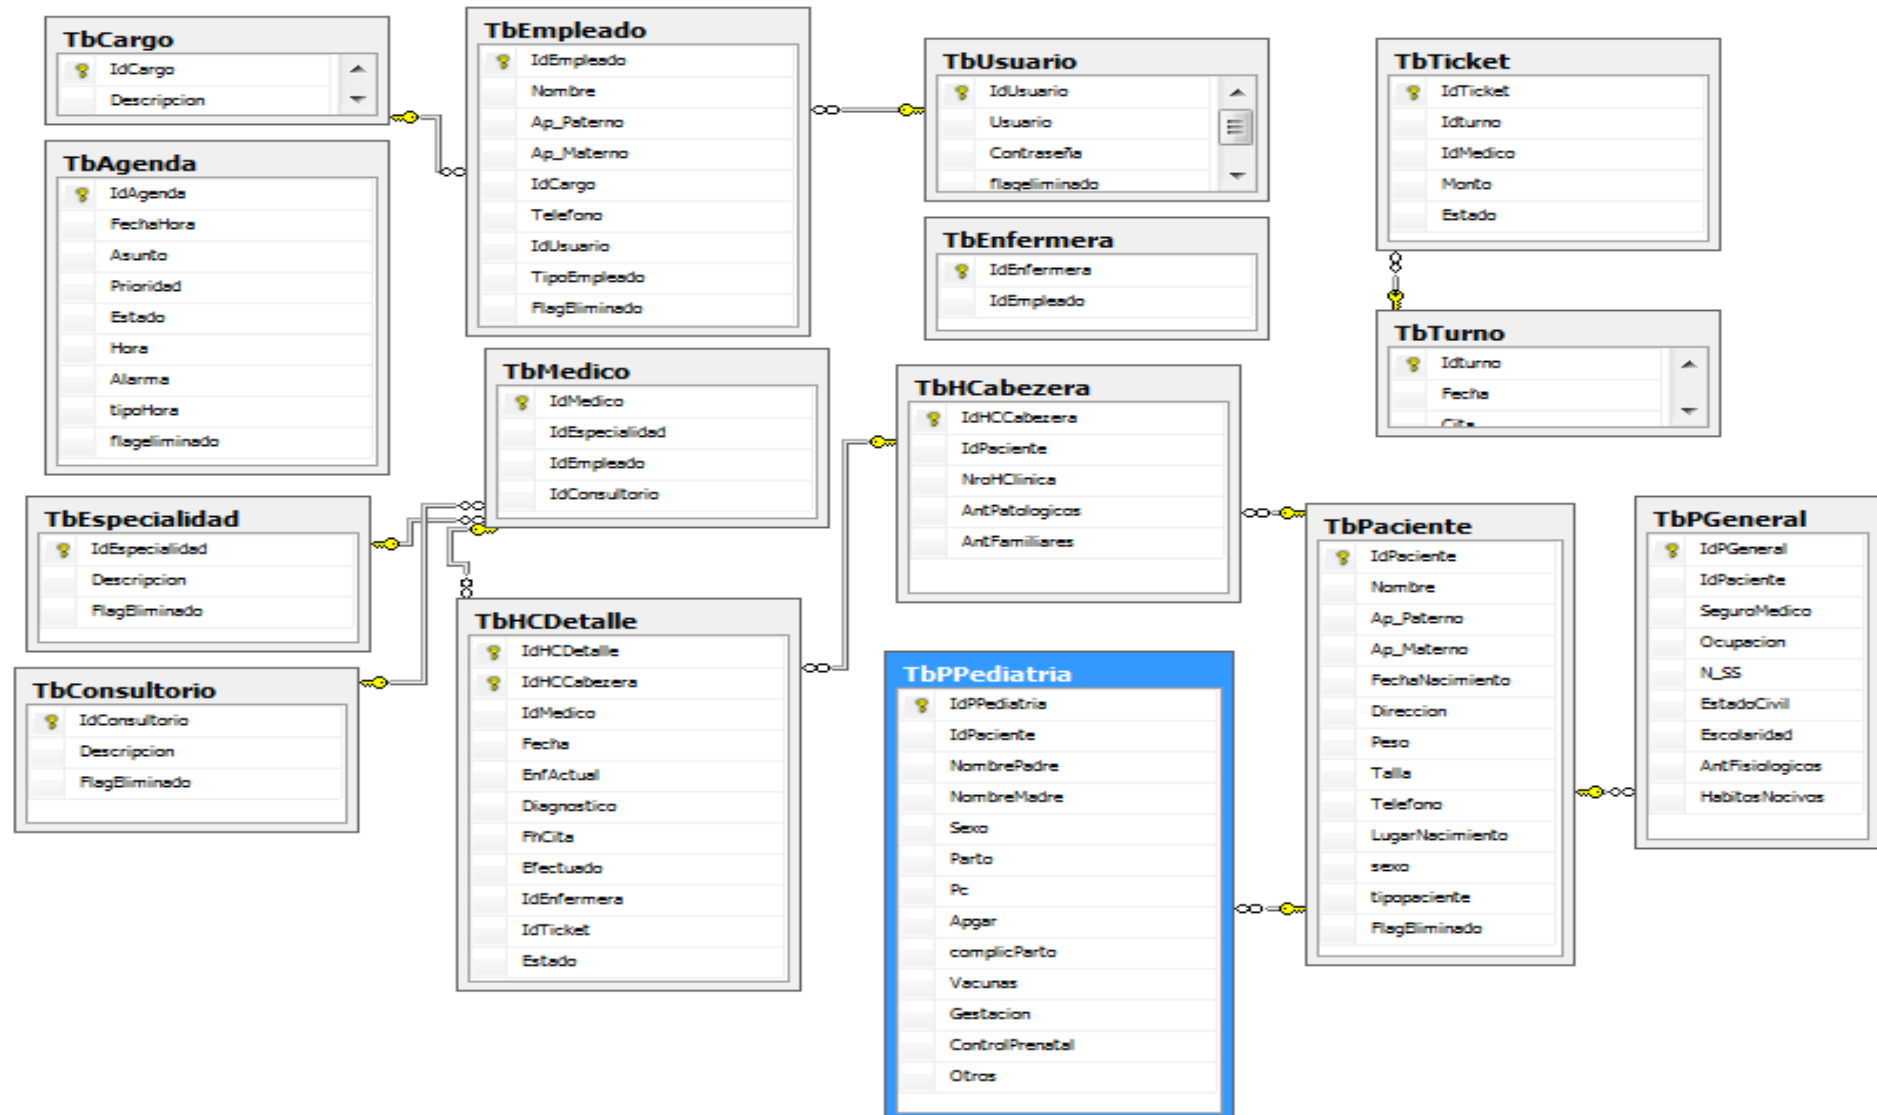 TbCargo
IdCargo
Descripcion
TbAgenda
IdAgenda
FechaHora
Asunto
Prioridad
Estado
Hora
Alarma
tipoHora
flageliminado
TbEmpleado
IdEmpleado
Nombre
Ap_Paterno
Ap_Materno
IdCargo
Telefono
IdUsuario
TipoEmpleado
FlagEliminado
TbUsuario
IdUsuario
Usuario
Contraseña
flageliminado
TbEnfermera
IdEnfermera
IdEmpleado
TbTicket
IdTicket
Idturno
IdMedico
Monto
Estado
TbTurno
Idturno
Fecha
Cita
TbMedico
IdMedico
IdEspecialidad
IdEmpleado
IdConsultorio
TbHCabezera
IdHCCabezera
IdPaciente
NroHClinica
AntPatologicos
AntFamiliares
TbEspecialidad
IdEspecialidad
Descripcion
FlagEliminado
TbConsultorio
IdConsultorio
Descripcion
FlagEliminado
TbHCDetalle
IdHCDetalle
IdHCCabezera
IdMedico
Fecha
EnfActual
Diagnostico
FhCita
Efectuado
IdEnfermera
IdTicket
Estado
TbPPediatria
IdPPediatria
IdPaciente
NombrePadre
NombreMadre
Sexo
Parto
Pc
Apgar
complicParto
Vacunas
Gestacion
ControlPrenatal
Otros
TbPaciente
IdPaciente
Nombre
Ap_Paterno
Ap_Materno
FechaNacimiento
Direccion
Peso
Talla
Telefono
LugarNacimiento
sexo
tipopaciente
FlagEliminado
TbPGeneral
IdPGeneral
IdPaciente
SeguroMedico
Ocupacion
N_SS
EstadoCivil
Escolaridad
AntFisiologicos
HabitosNocivos